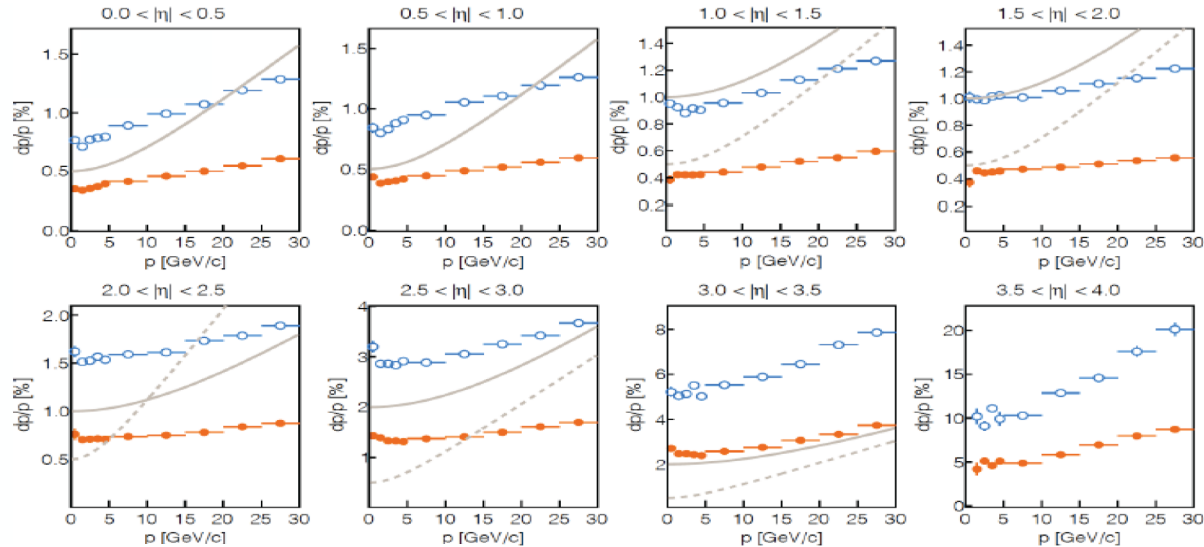 0.0 < |η| < 0.5
dp/p [%]
1.5
1.0
0.5
0.0
0 5 10 15 20 25 30
p [GeV/c]
0.5 < |η| < 1.0
dp/p [%]
1.5
1.0
0.5
0.0
0 5 10 15 20 25 30
p [GeV/c]
1.0 < |η| < 1.5
dp/p [%]
1.4
1.2
1.0
0.8
0.6
0.4
0.2
0 5 10 15 20 25 30
p [GeV/c]
1.5 < |η| < 2.0
dp/p [%]
1.4
1.2
1.0
0.8
0.6
0.4
0.2
0 5 10 15 20 25 30
p [GeV/c]
2.0 < |η| < 2.5
dp/p [%]
2.0
1.5
1.0
0.5
0 5 10 15 20 25 30
p [GeV/c]
2.5 < |η| < 3.0
dp/p [%]
4
3
2
1
0 5 10 15 20 25 30
p [GeV/c]
3.0 < |η| < 3.5
dp/p [%]
8
6
4
2
0 5 10 15 20 25 30
p [GeV/c]
3.5 < |η| < 4.0
dp/p [%]
20
15
10
5
0
0 5 10 15 20 25 30
p [GeV/c]